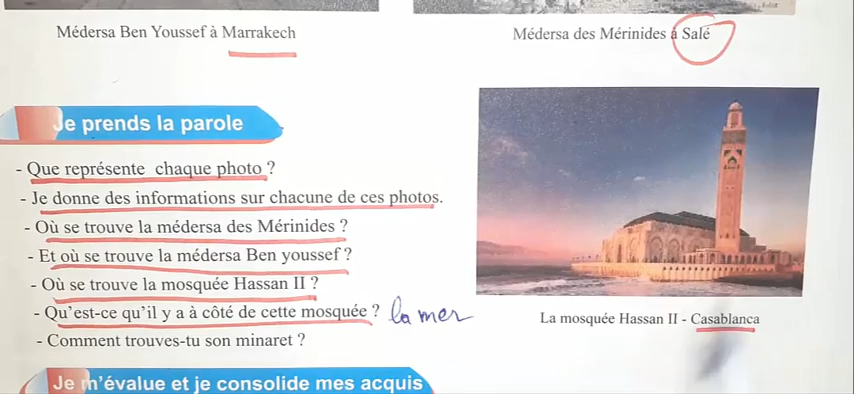 Médersa Ben Youssef à Marrakech
Médersa des Mérinides à Salé
Je prends la parole
- Que représente chaque photo ?
- Je donne des informations sur chacune de ces photos.
- Où se trouve la médersa des Mérinides ?
- Et où se trouve la médersa Ben youssef ?
- Où se trouve la mosquée Hassan II ?
- Qu'est-ce qu'il y a à côté de cette mosquée ? la mer
- Comment trouves-tu son minaret ?
La mosquée Hassan II - Casablanca
Je m'évalue et je consolide mes acquis